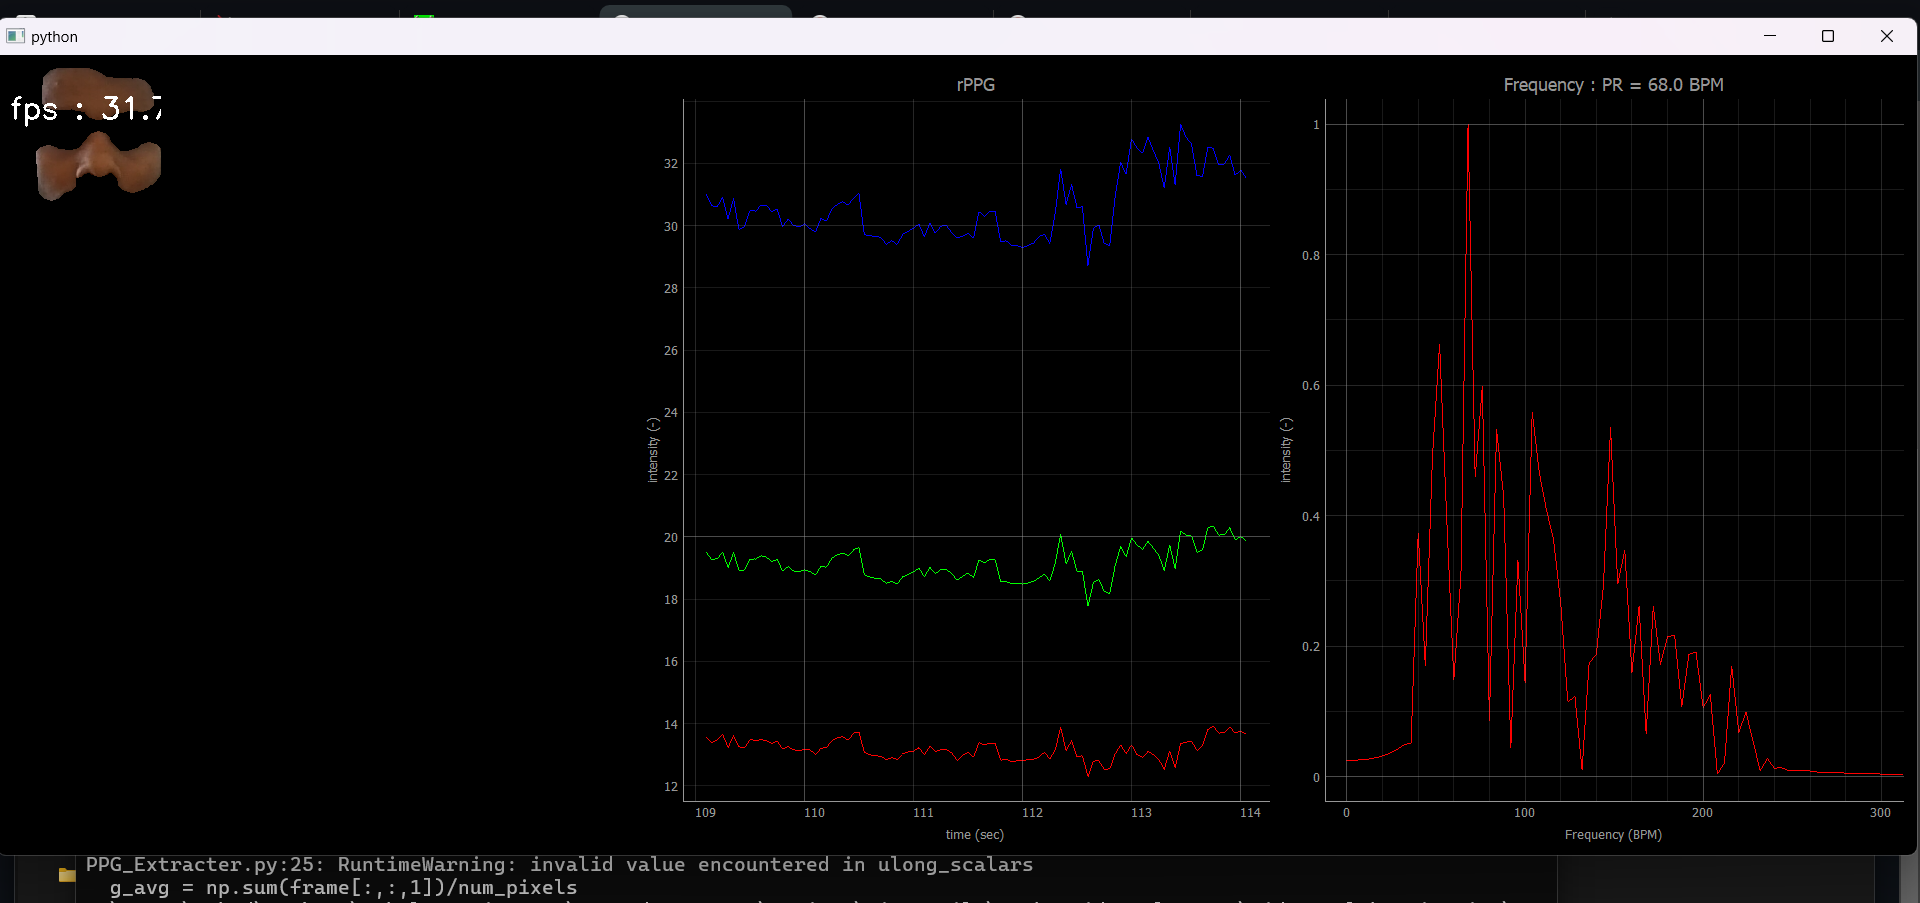 python
fps : 31.7
rPPG
32
30
28
26
24
22
20
18
16
14
12
intensity (-)
109 110 111 112 113 114
time (sec)
Frequency : PR = 68.0 BPM
1
0.8
0.6
0.4
0.2
0
intensity (-)
0 100 200 300
Frequency (BPM)
PPG_Extracter.py:25: RuntimeWarning: invalid value encountered in ulong_scalars
g_avg = np.sum(frame[:,:,1])/num_pixels